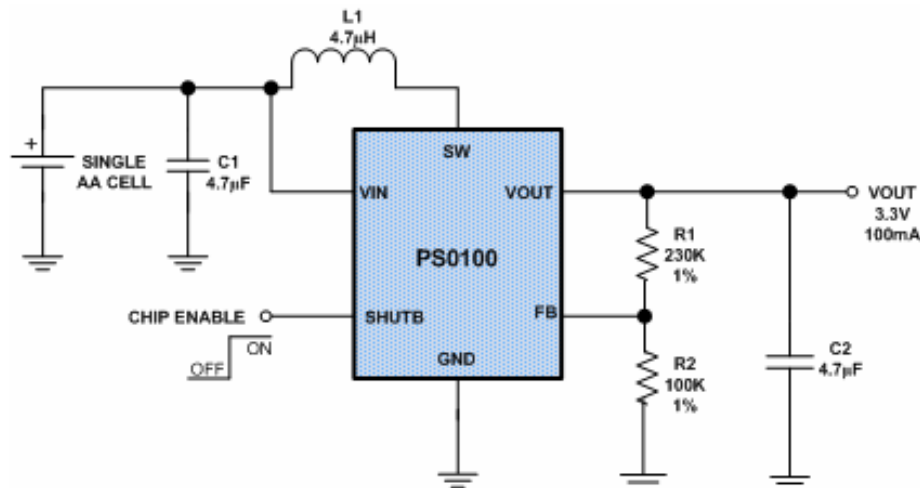 L1
4.7μH
+
SINGLE
AA CELL
C1
4.7μF
SW
VIN
VOUT
PS0100
SHUTB
FB
GND
CHIP ENABLE
OFF
ON
R1
230K
1%
R2
100K
1%
C2
4.7μF
VOUT
3.3V
100mA